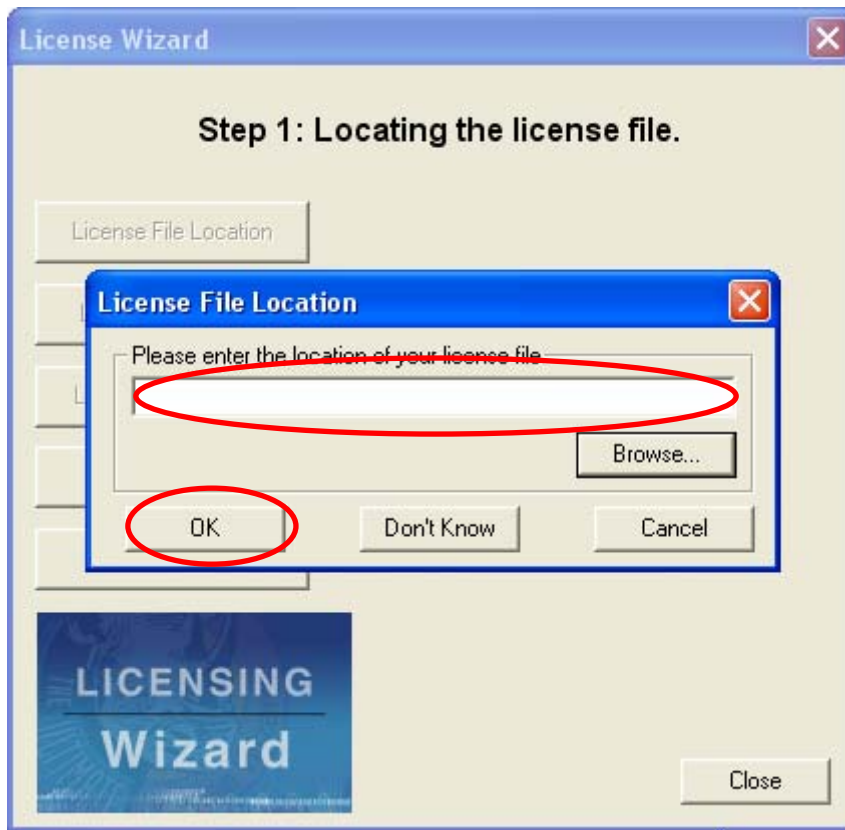 License Wizard
Step 1: Locating the license file.
License File Location
License File Location
Please enter the location of your license file
Browse...
OK
Don't Know
Cancel
LICENSING
Wizard
Close